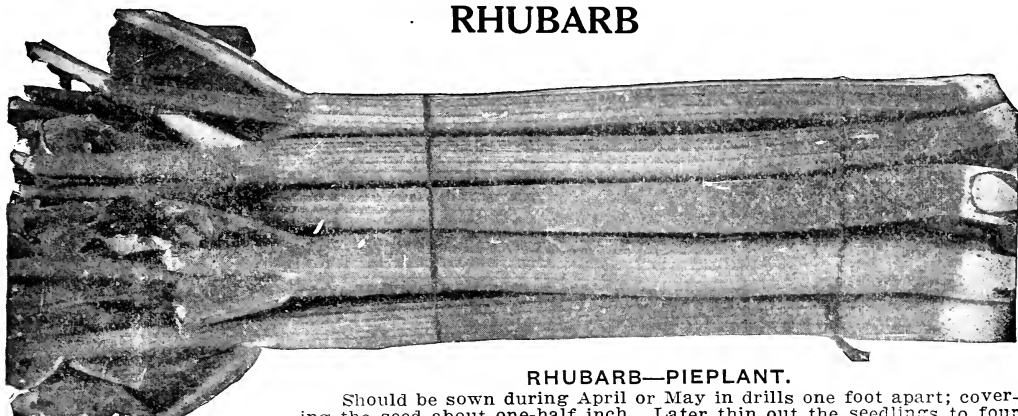 RHUBARB
RHUBARB—PIEPLANT.
Should be sown during April or May in drills one foot apart; cover-
ing the seed about one-half inch. Later thin out the seedlings to four